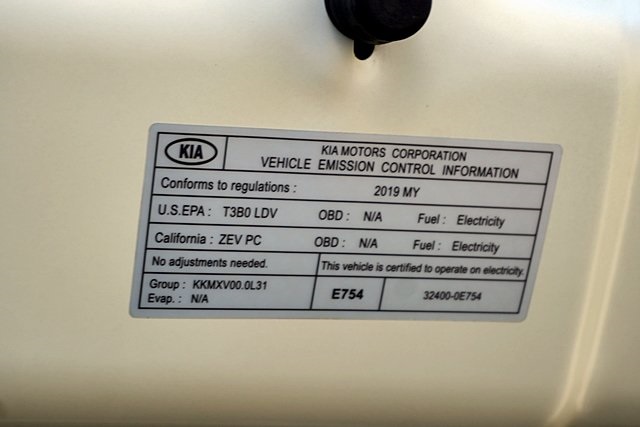 KIA
KIA MOTORS CORPORATION
VEHICLE EMISSION CONTROL INFORMATION
Conforms to regulations : 2019 MY
U.S.EPA : T3B0 LDV OBD : N/A Fuel : Electricity
California : ZEV PC OBD : N/A Fuel : Electricity
No adjustments needed. This vehicle is certified to operate on electricity.
Group : KKMXV00.0L31
Evap. : N/A
E754 32400-0E754